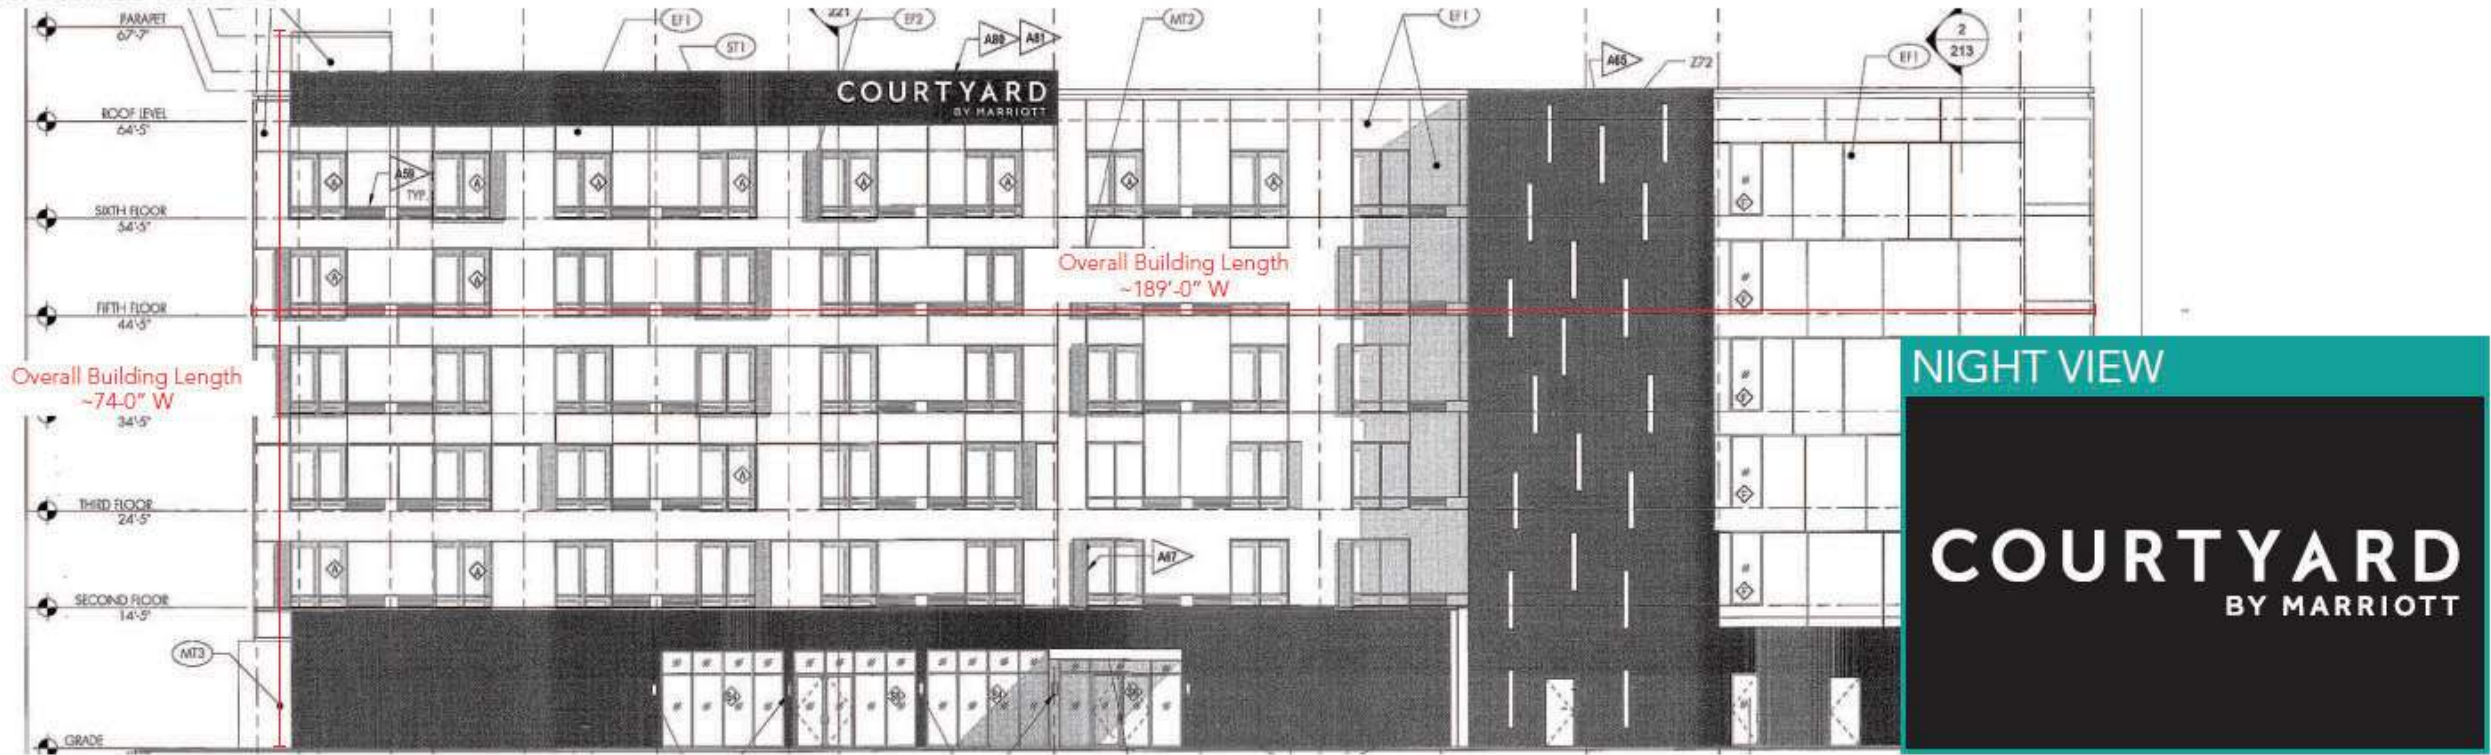 PARAPET
67'-7"
EF1
ST1
221
EF2
A80
A81
MT2
EF1
A65
Z72
EF1
2
213
COURTYARD
BY MARRIOTT
ROOF LEVEL
64'-5"
A59
TYP.
A
A
A
A
A
A
A
A
SIXTH FLOOR
54'-5"
F
A
A
Overall Building Length
~189'-0" W
FIFTH FLOOR
44'-5"
F
Overall Building Length
~74-0" W
34'-5"
F
NIGHT VIEW
COURTYARD
BY MARRIOTT
A
THIRD FLOOR
24'-5"
F
A
A
A67
SECOND FLOOR
14'-5"
F
MT3
GRADE